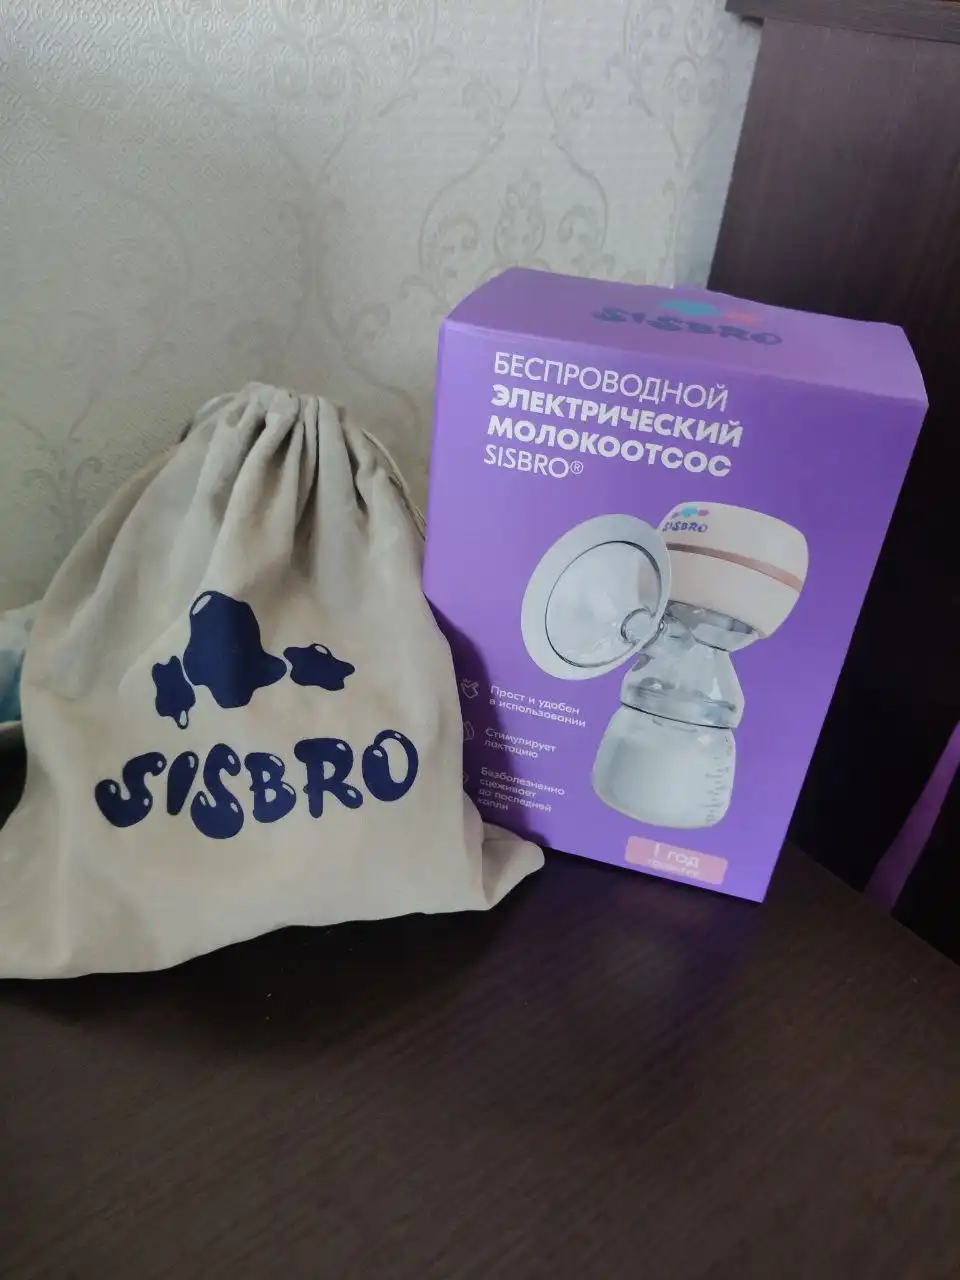 SISBRO
БЕСПРОВОДНОЙ
ЭЛЕКТРИЧЕСКИЙ
МОЛОКООТСОС
SISBRO®
SISBRO
Прост и удобен
в использовании
Стимулирует
лактацию
Безболезненно
сцеживает
до последней
капли
1 год
SISBRO